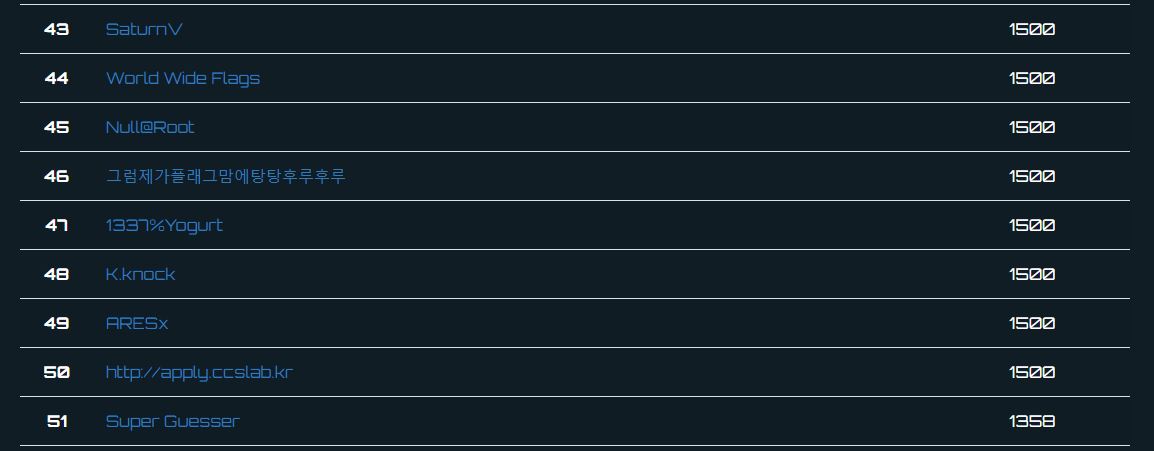 43 SaturnV 1500
44 World Wide Flags 1500
45 Null@Root 1500
46 그럼제가플래그맘에탕탕후루후루 1500
47 1337%Yogurt 1500
48 K.knock 1500
49 ARESx 1500
50 http://apply.ccslab.kr 1500
51 Super Guesser 1358